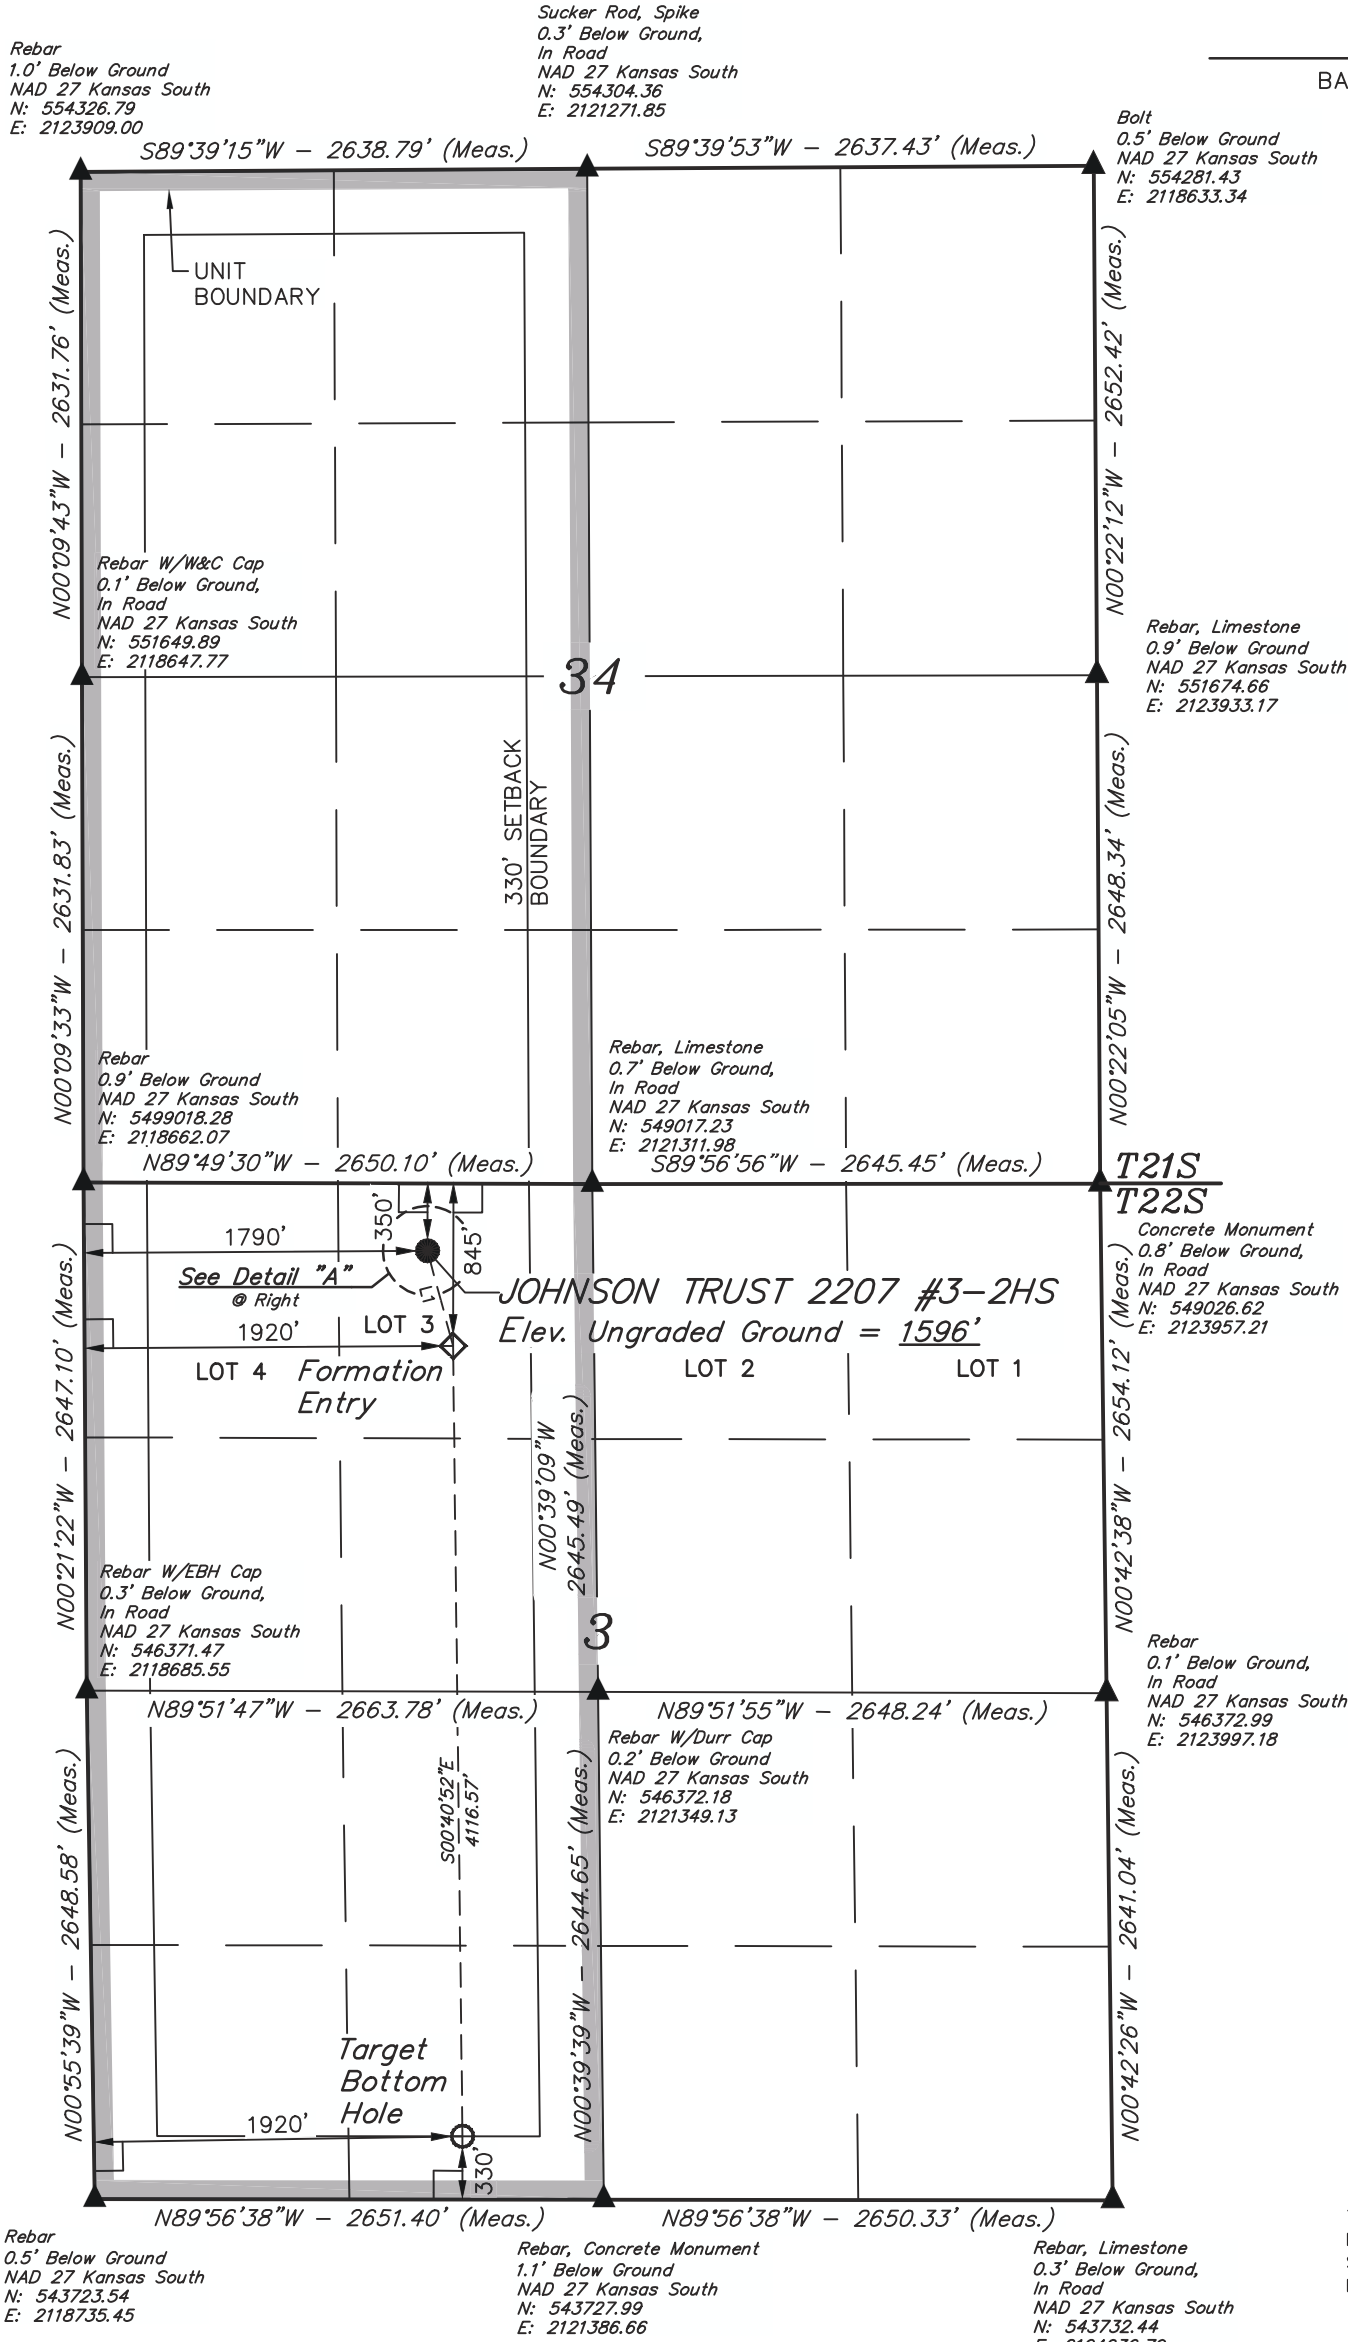 Sucker Rod, Spike
0.3' Below Ground,
In Road
NAD 27 Kansas South
N: 554304.36
E: 2121271.85
Rebar
1.0' Below Ground
NAD 27 Kansas South
N: 554326.79
E: 2123909.00
BA
Bolt
0.5' Below Ground
NAD 27 Kansas South
N: 554281.43
E: 2118633.34
S89°39'15"W – 2638.79' (Meas.)
S89°39'53"W – 2637.43' (Meas.)
UNIT
BOUNDARY
N00°09'43"W – 2631.76' (Meas.)
N00°22'12"W – 2652.42' (Meas.)
Rebar W/W&C Cap
0.1' Below Ground,
In Road
NAD 27 Kansas South
N: 551649.89
E: 2118647.77
34
Rebar, Limestone
0.9' Below Ground
NAD 27 Kansas South
N: 551674.66
E: 2123933.17
330' SETBACK
BOUNDARY
N00°09'33"W – 2631.83' (Meas.)
N00°22'05"W – 2648.34' (Meas.)
Rebar
0.9' Below Ground
NAD 27 Kansas South
N: 5499018.28
E: 2118662.07
Rebar, Limestone
0.7' Below Ground,
In Road
NAD 27 Kansas South
N: 549017.23
E: 2121311.98
N89°49'30"W – 2650.10' (Meas.)
S89°56'56"W – 2645.45' (Meas.)
T21S
T22S
Concrete Monument
0.8' Below Ground,
In Road
NAD 27 Kansas South
N: 549026.62
E: 2123957.21
350'
845'
1790'
See Detail "A"
@ Right
L1
JOHNSON TRUST 2207 #3-2HS
Elev. Ungraded Ground = 1596'
1920'
LOT 3
LOT 4
Formation
Entry
LOT 2
LOT 1
N00°21'22"W – 2647.10' (Meas.)
N00°39'09"W
2645.49' (Meas.)
N00°42'38"W – 2654.12' (Meas.)
Rebar W/EBH Cap
0.3' Below Ground,
In Road
NAD 27 Kansas South
N: 546371.47
E: 2118685.55
3
Rebar
0.1' Below Ground,
In Road
NAD 27 Kansas South
N: 546372.99
E: 2123997.18
N89°51'47"W – 2663.78' (Meas.)
N89°51'55"W – 2648.24' (Meas.)
Rebar W/Durr Cap
0.2' Below Ground
NAD 27 Kansas South
N: 546372.18
E: 2121349.13
S00°40'52"E
4116.57'
N00°55'39"W – 2648.58' (Meas.)
N00°39'39"W – 2644.65' (Meas.)
N00°42'26"W – 2641.04' (Meas.)
Target
Bottom
Hole
1920'
330'
N89°56'38"W – 2651.40' (Meas.)
N89°56'38"W – 2650.33' (Meas.)
Rebar
0.5' Below Ground
NAD 27 Kansas South
N: 543723.54
E: 2118735.45
Rebar, Concrete Monument
1.1' Below Ground
NAD 27 Kansas South
N: 543727.99
E: 2121386.66
Rebar, Limestone
0.3' Below Ground,
In Road
NAD 27 Kansas South
N: 543732.44